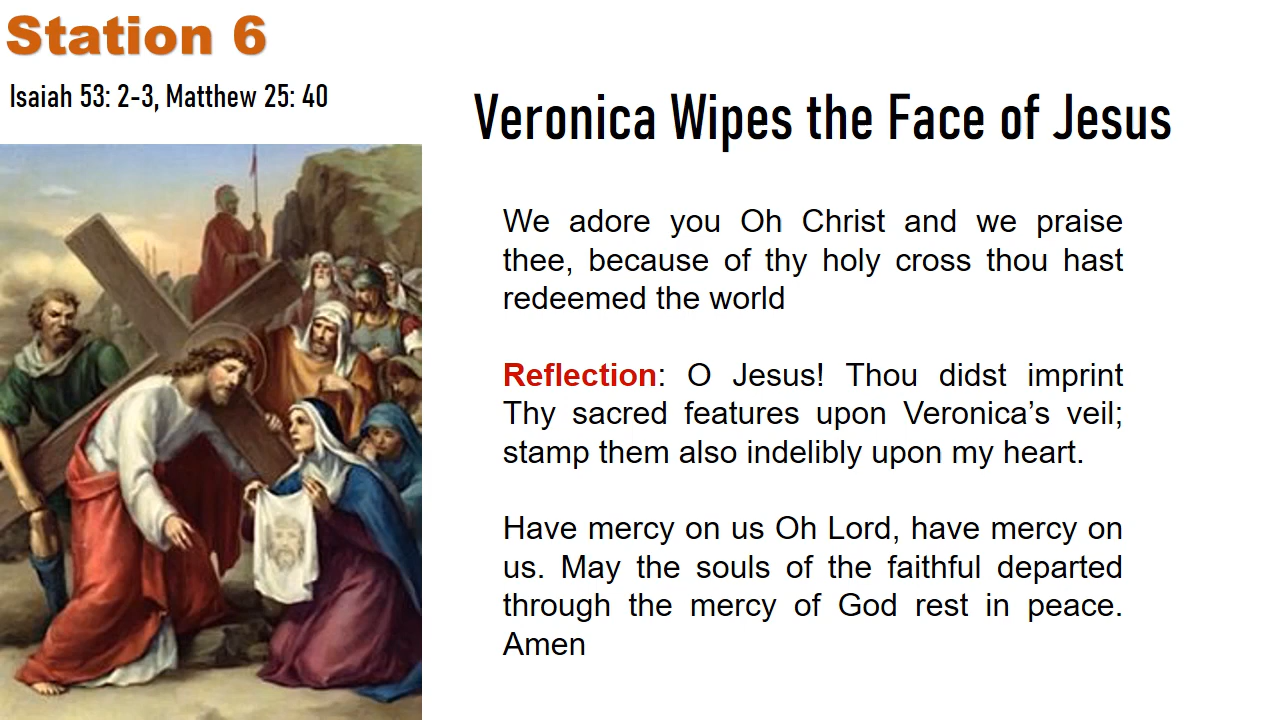 Station 6
Isaiah 53: 2-3, Matthew 25: 40
Veronica Wipes the Face of Jesus
We adore you Oh Christ and we praise
thee, because of thy holy cross thou hast
redeemed the world
Reflection: O Jesus! Thou didst imprint
Thy sacred features upon Veronica’s veil;
stamp them also indelibly upon my heart.
Have mercy on us Oh Lord, have mercy on
us. May the souls of the faithful departed
through the mercy of God rest in peace.
Amen